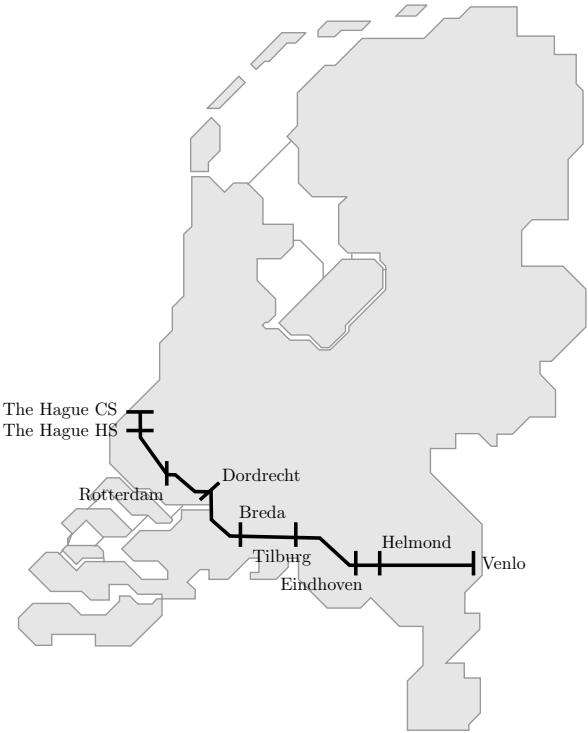 The Hague CS
The Hague HS
Dordrecht
Rotterdam
Breda
Helmond
Tilburg
Venlo
Eindhoven